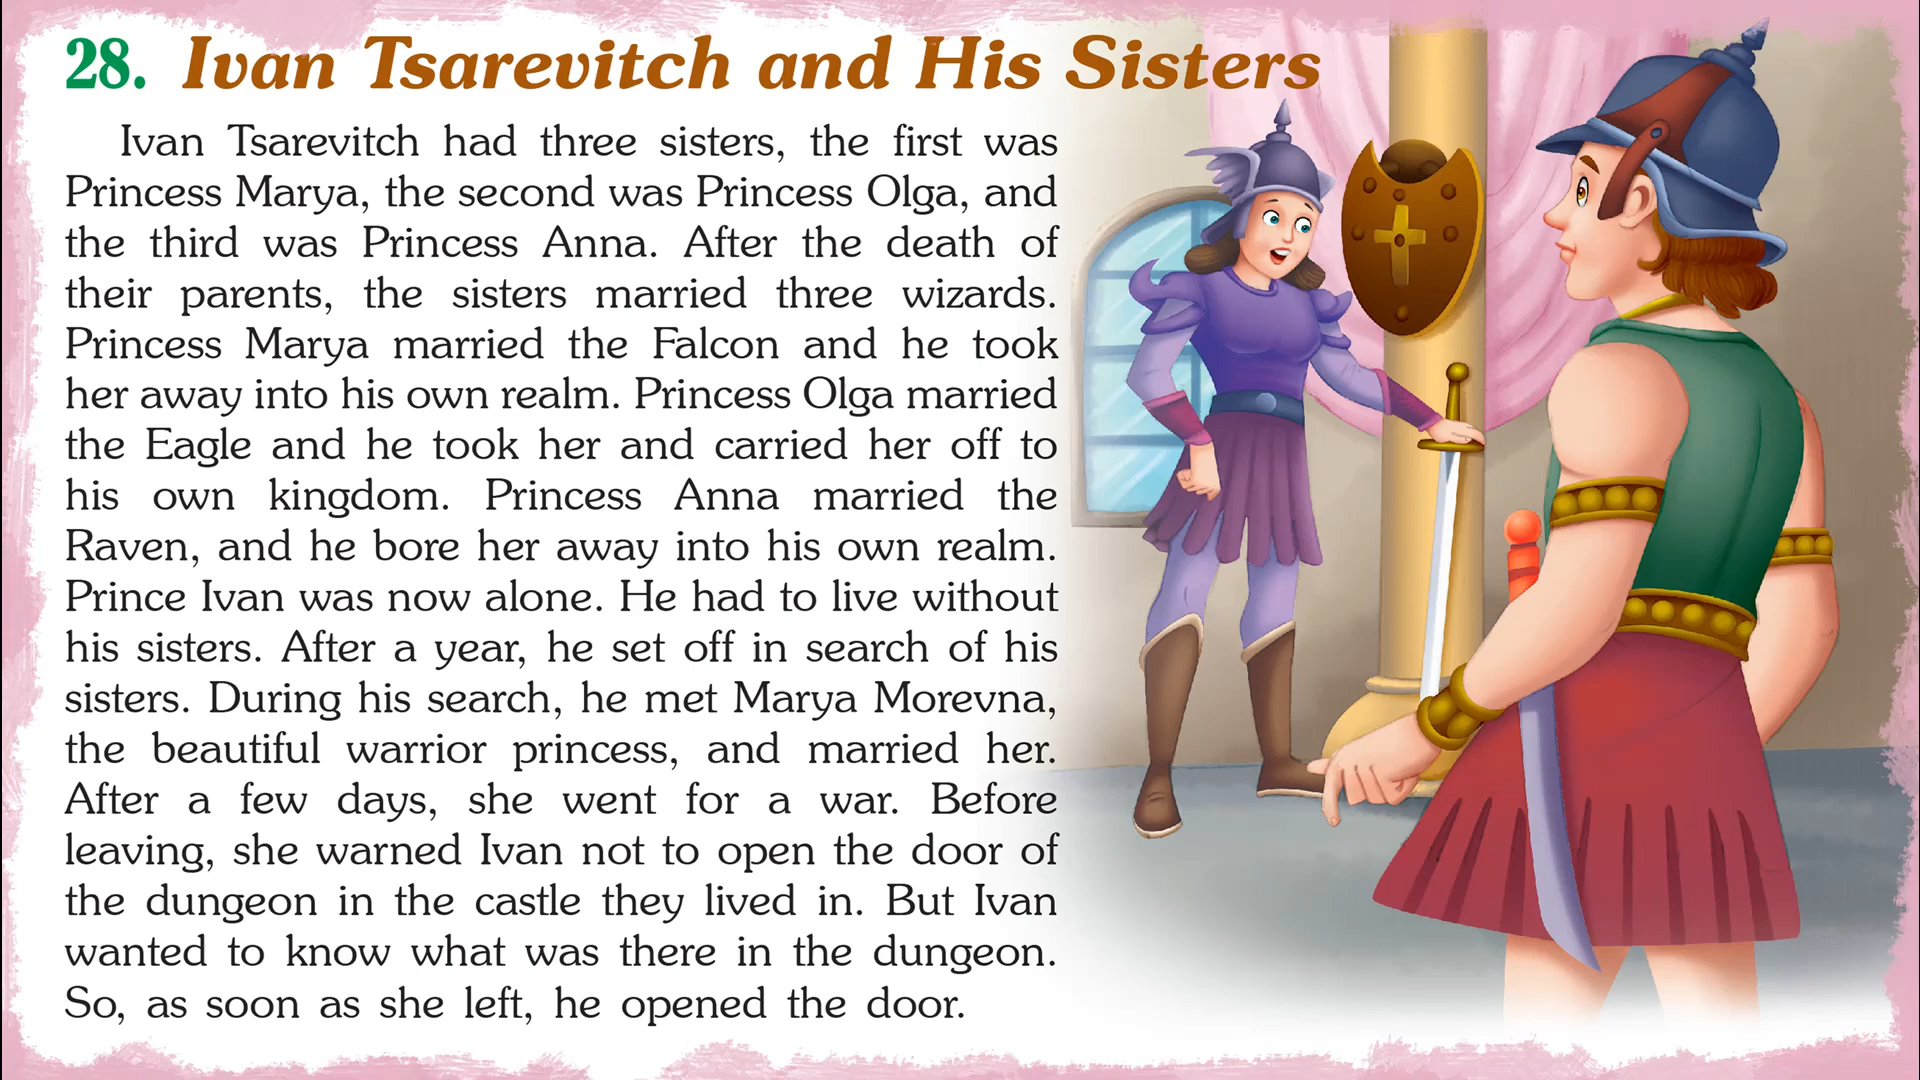 28. Ivan Tsarevitch and His Sisters
Ivan Tsarevitch had three sisters, the first was
Princess Marya, the second was Princess Olga, and
the third was Princess Anna. After the death of
their parents, the sisters married three wizards.
Princess Marya married the Falcon and he took
her away into his own realm. Princess Olga married
the Eagle and he took her and carried her off to
his own kingdom. Princess Anna married the
Raven, and he bore her away into his own realm.
Prince Ivan was now alone. He had to live without
his sisters. After a year, he set off in search of his
sisters. During his search, he met Marya Morevna,
the beautiful warrior princess, and married her.
After a few days, she went for a war. Before
leaving, she warned Ivan not to open the door of
the dungeon in the castle they lived in. But Ivan
wanted to know what was there in the dungeon.
So, as soon as she left, he opened the door.